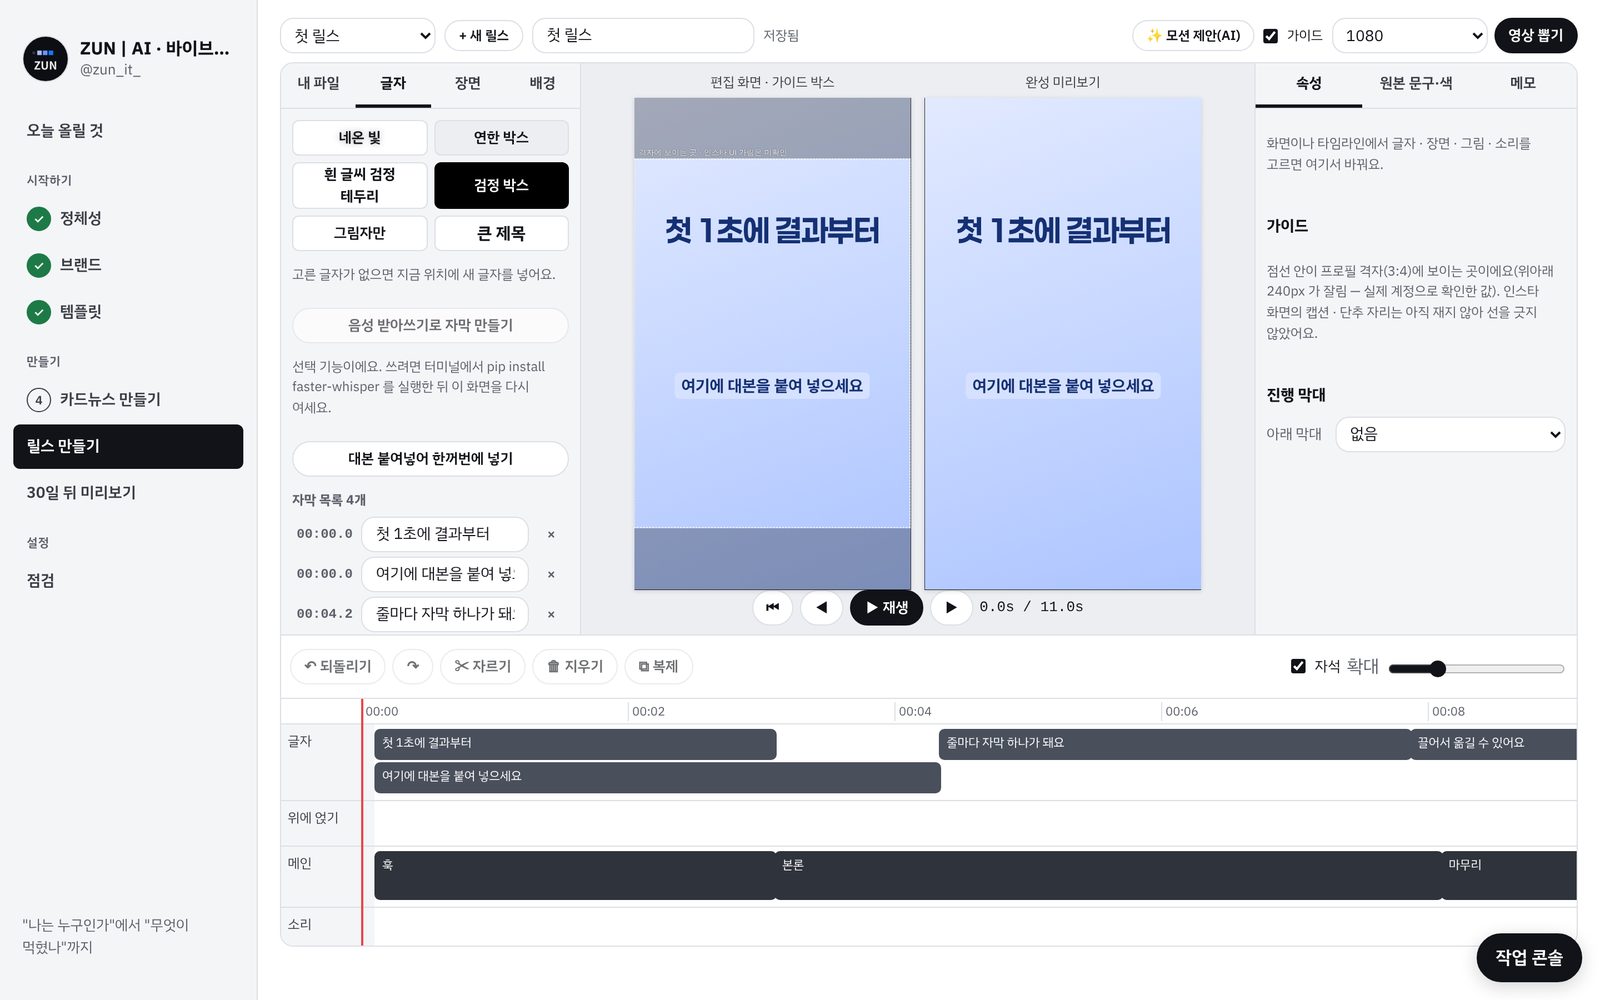 ZUN
ZUN | AI · 바이브...
@zun_it_
오늘 올릴 것
시작하기
정체성
브랜드
템플릿
만들기
4 카드뉴스 만들기
릴스 만들기
30일 뒤 미리보기
설정
점검
"나는 누구인가"에서 "무엇이
먹혔나"까지
첫 릴스
+ 새 릴스
첫 릴스
저장됨
✨ 모션 제안(AI)
가이드
1080
영상 뽑기
내 파일
글자
장면
배경
네온 빛
연한 박스
흰 글씨 검정
테두리
검정 박스
그림자만
큰 제목
고른 글자가 없으면 지금 위치에 새 글자를 넣어요.
음성 받아쓰기로 자막 만들기
선택 기능이에요. 쓰려면 터미널에서 pip install
faster-whisper 를 실행한 뒤 이 화면을 다시
여세요.
대본 붙여넣어 한꺼번에 넣기
자막 목록 4개
00:00.0 첫 1초에 결과부터 ×
00:00.0 여기에 대본을 붙여 넣 ×
00:04.2 줄마다 자막 하나가 돼 ×
편집 화면 · 가이드 박스
격자에 보이는 곳 · 인스타 UI 가림은 미확인
첫 1초에 결과부터
여기에 대본을 붙여 넣으세요
완성 미리보기
첫 1초에 결과부터
여기에 대본을 붙여 넣으세요
⏮ ◀ ▶ 재생 ▶ 0.0s / 11.0s
속성
원본 문구·색
메모
화면이나 타임라인에서 글자 · 장면 · 그림 · 소리를
고르면 여기서 바꿔요.
가이드
점선 안이 프로필 격자(3:4)에 보이는 곳이에요(위아래
240px 가 잘림 — 실제 계정으로 확인한 값). 인스타
화면의 캡션 · 단추 자리는 아직 재지 않아 선을 긋지
않았어요.
진행 막대
아래 막대 없음
↶ 되돌리기
↷
✂ 자르기
🗑 지우기
⧉ 복제
자석
확대
00:00 00:02 00:04 00:06 00:08
글자
첫 1초에 결과부터
줄마다 자막 하나가 돼요
끌어서 옮길 수 있어요
여기에 대본을 붙여 넣으세요
위에 얹기
메인
훅
본론
마무리
소리
작업 콘솔